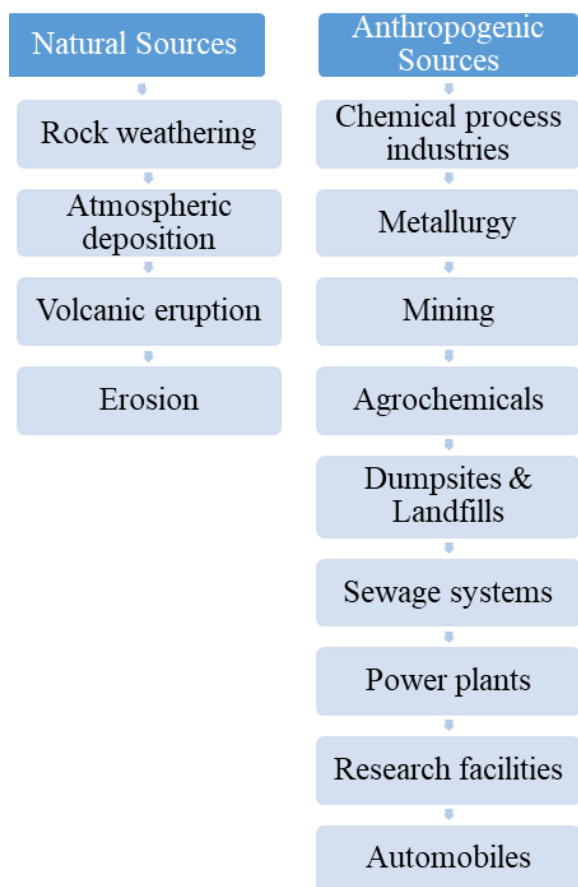 Natural Sources
Rock weathering
Atmospheric
deposition
Volcanic eruption
Erosion
Anthropogenic
Sources
Chemical process
industries
Metallurgy
Mining
Agrochemicals
Dumpsites &
Landfills
Sewage systems
Power plants
Research facilities
Automobiles